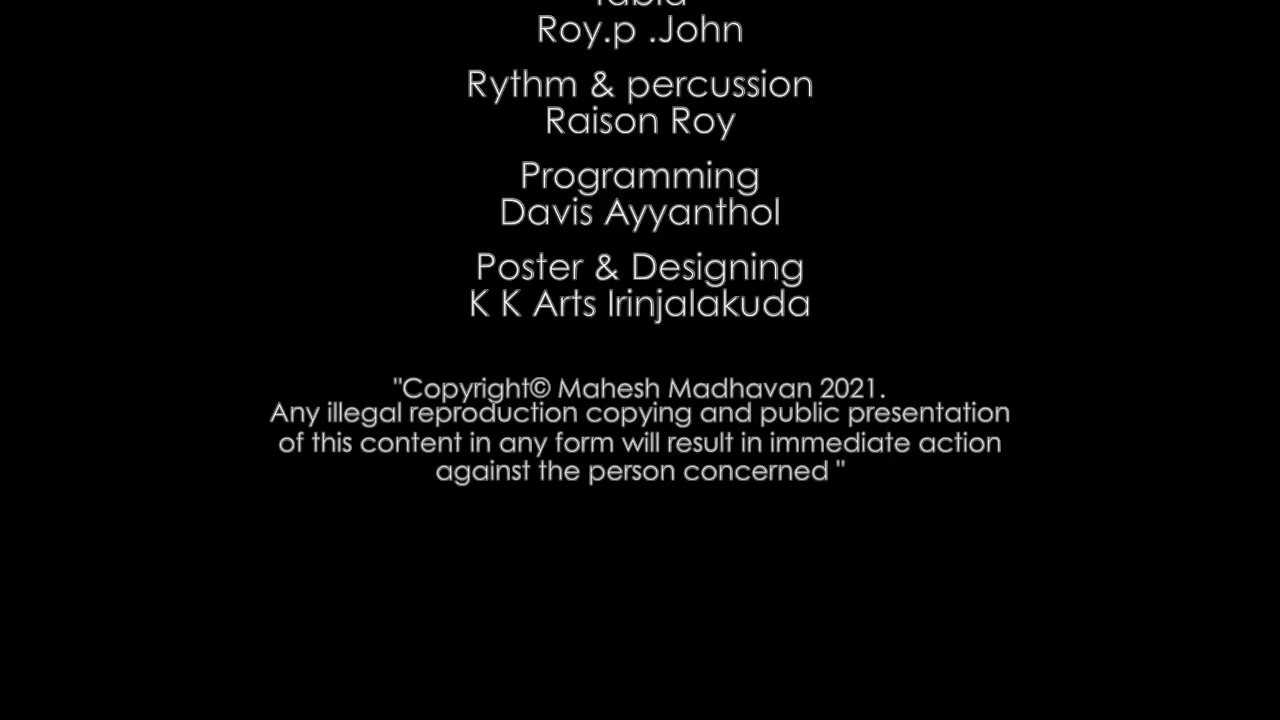 Roy.p .John
Rythm & percussion
Raison Roy
Programming
Davis Ayyanthol
Poster & Designing
K K Arts Irinjalakuda
"Copyright© Mahesh Madhavan 2021.
Any illegal reproduction copying and public presentation
of this content in any form will result in immediate action
against the person concerned "